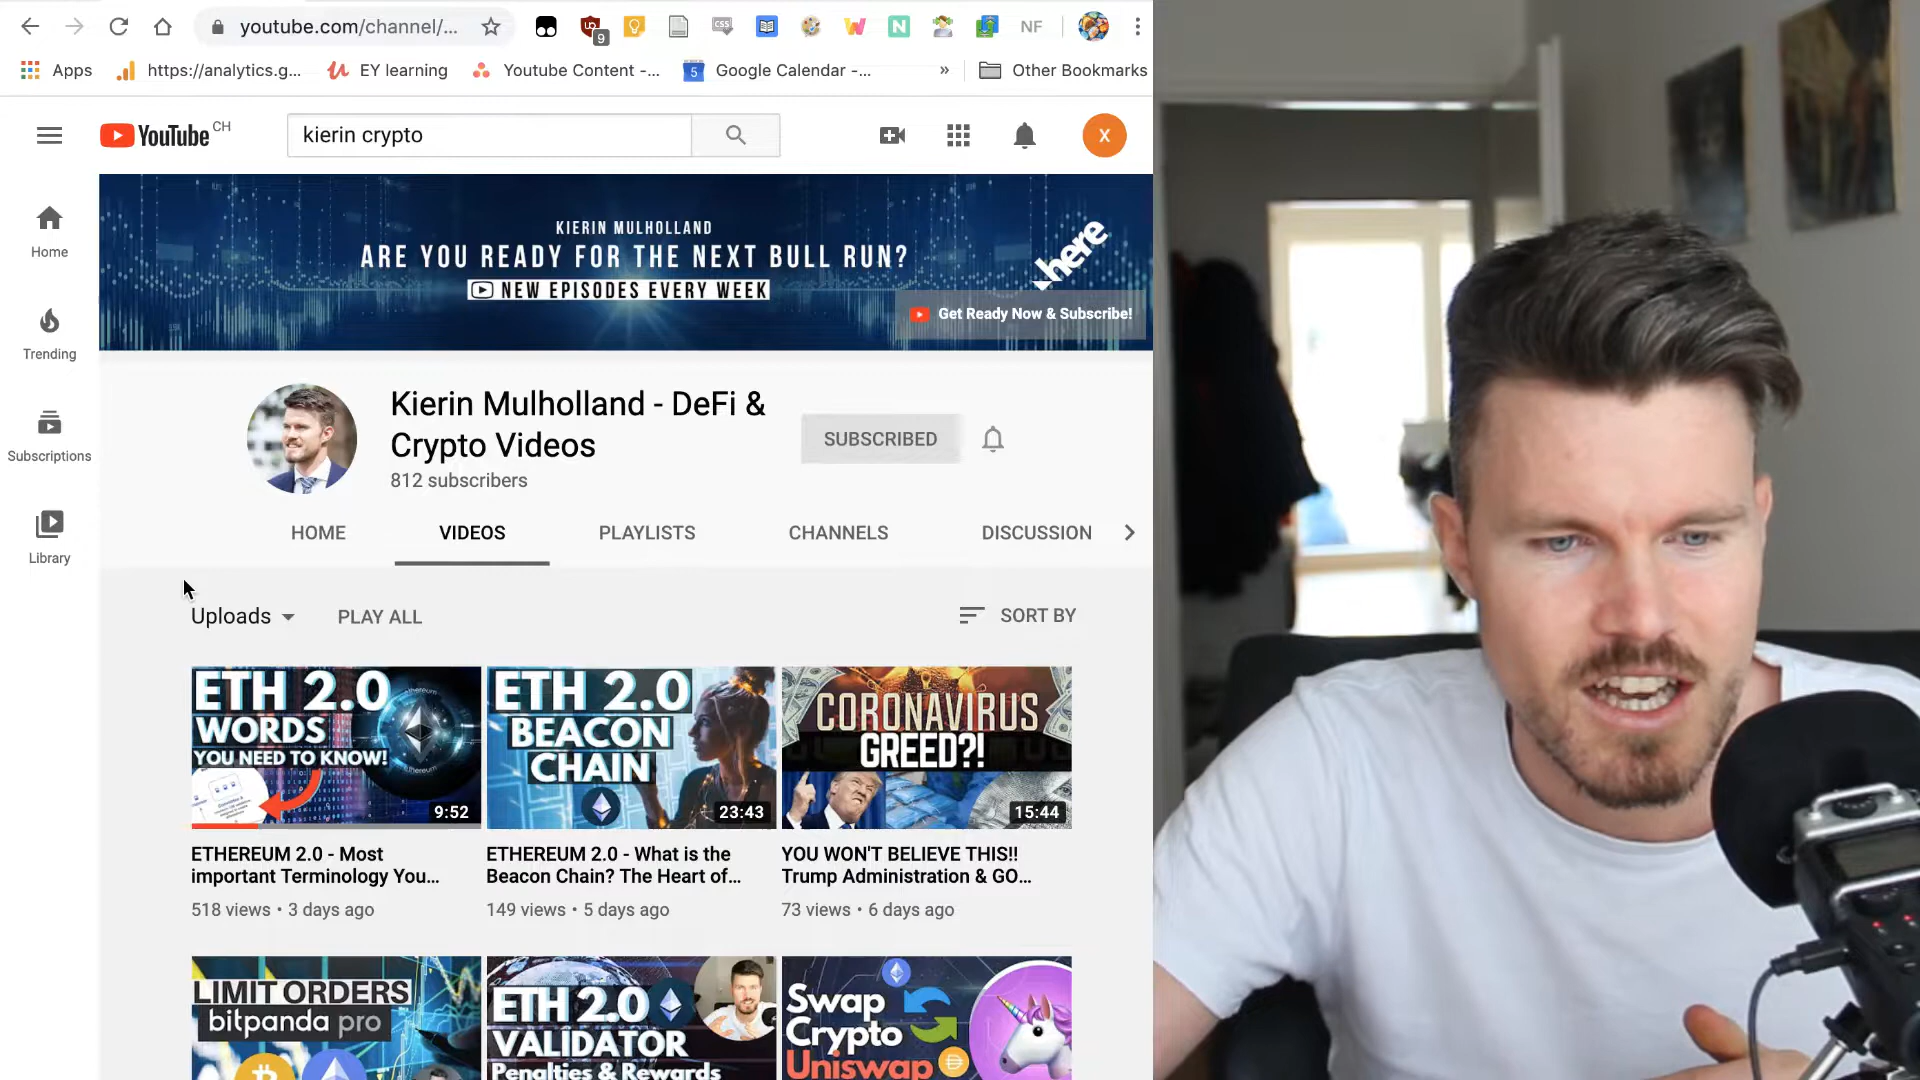 youtube.com/channel/...
9
CSS
N
NF
Apps
https://analytics.g...
EY learning
Youtube Content -...
5
Google Calendar -...
»
Other Bookmarks
YouTube CH
kierin crypto
X
Home
Trending
Subscriptions
Library
KIERIN MULHOLLAND
ARE YOU READY FOR THE NEXT BULL RUN?
NEW EPISODES EVERY WEEK
here
Get Ready Now & Subscribe!
Kierin Mulholland - DeFi &
Crypto Videos
812 subscribers
SUBSCRIBED
HOME
VIDEOS
PLAYLISTS
CHANNELS
DISCUSSION
Uploads
PLAY ALL
SORT BY
ETH 2.0
WORDS
YOU NEED TO KNOW!
9:52
ETHEREUM 2.0 - Most
important Terminology You...
518 views • 3 days ago
ETH 2.0
BEACON
CHAIN
23:43
ETHEREUM 2.0 - What is the
Beacon Chain? The Heart of...
149 views • 5 days ago
CORONAVIRUS
GREED?!
15:44
YOU WON'T BELIEVE THIS!!
Trump Administration & GO...
73 views • 6 days ago
LIMIT ORDERS
bitpanda pro
ETH 2.0
VALIDATOR
Penalties & Rewards
Swap
Crypto
Uniswap